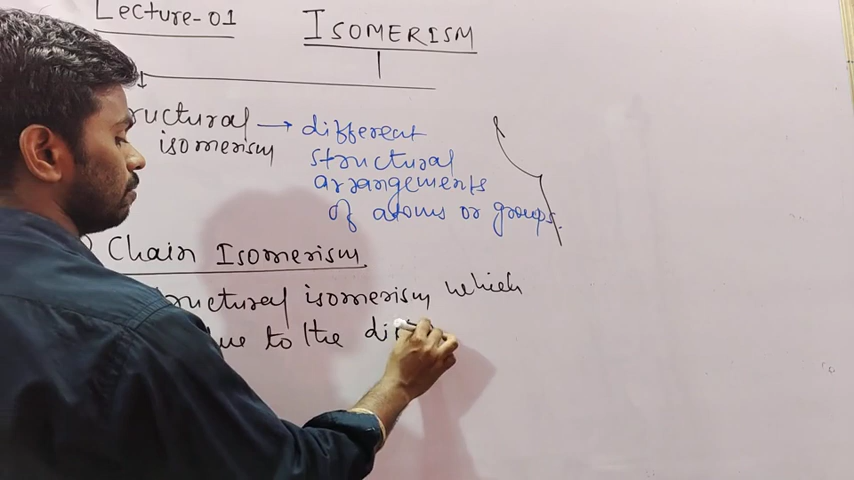 Lecture-01
ISOMERISM
ructural → different
isomerism structural
arrangements
of atoms or groups.
Chain Isomerism
ructural isomerism which
ue to the di